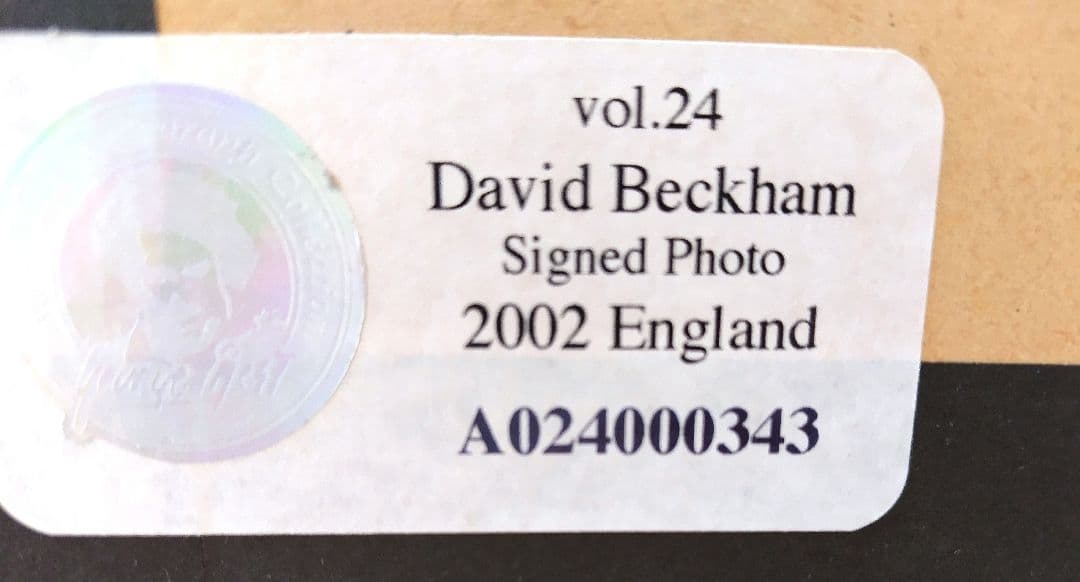 vol.24
David Beckham
Signed Photo
2002 England
A024000343